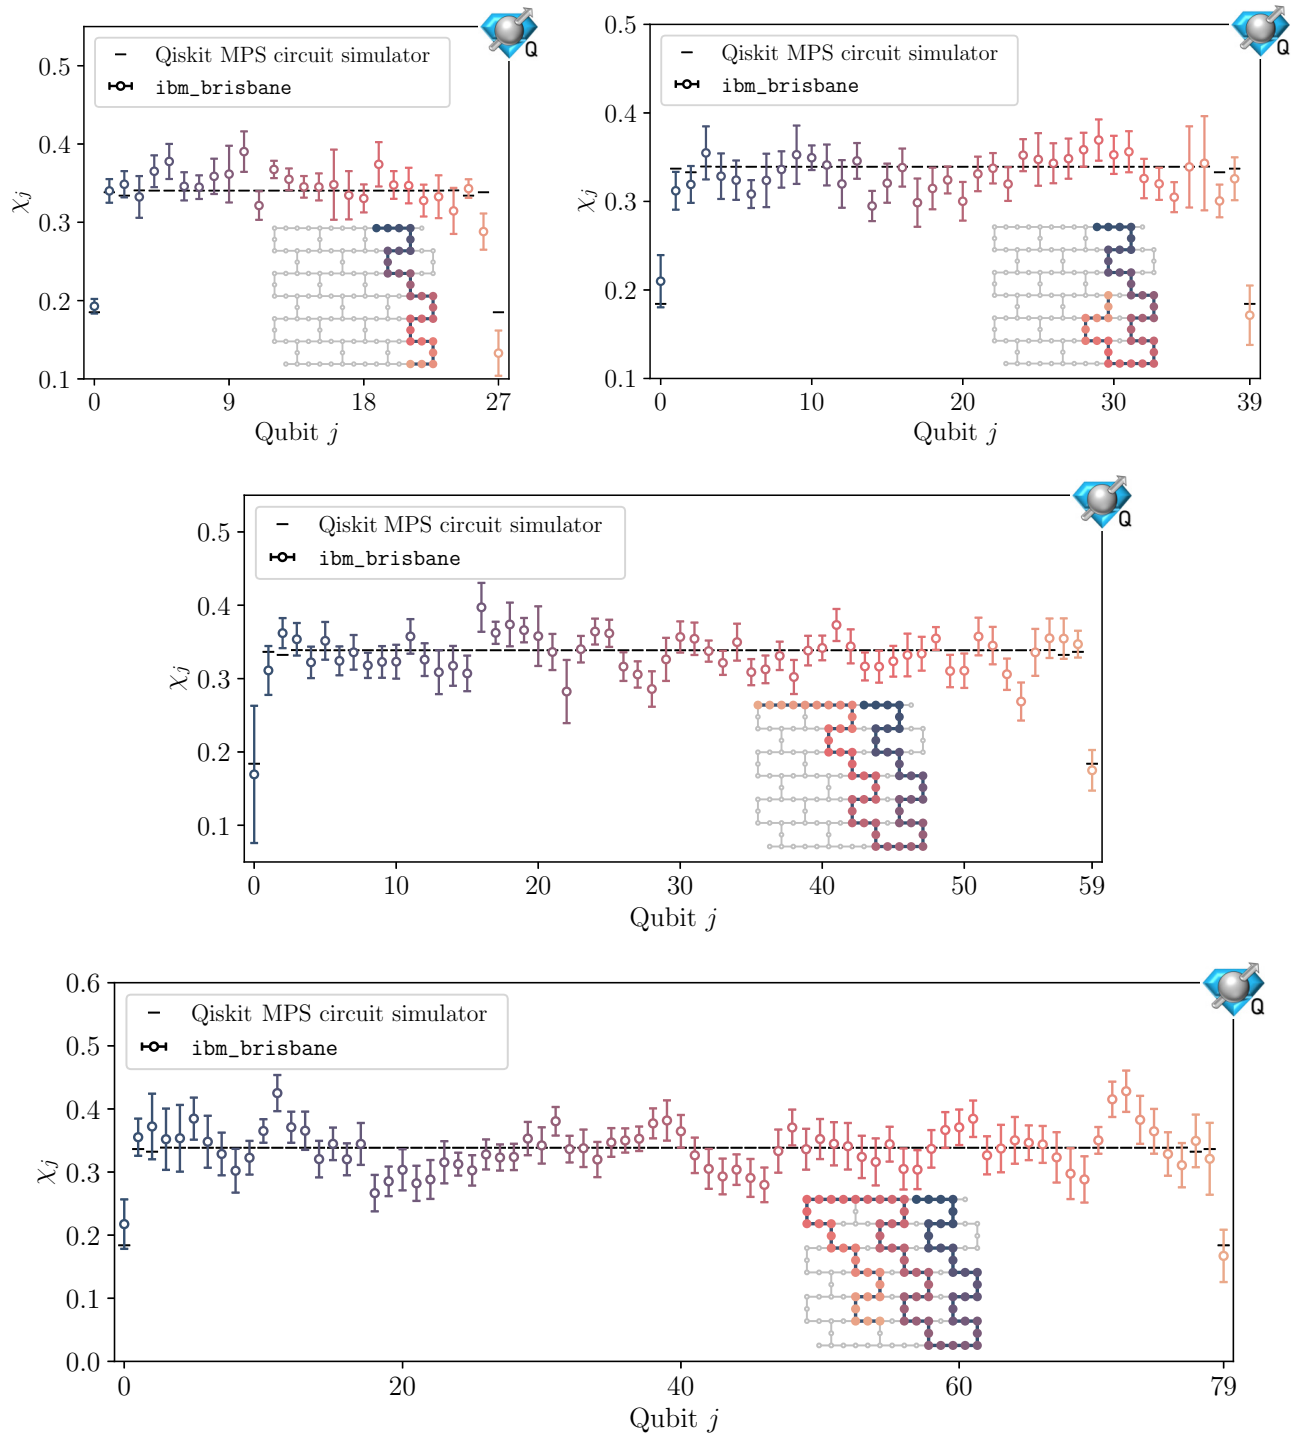 Qiskit MPS circuit simulator
ibm_brisbane
Q
0.5
0.4
0.3
0.2
0.1
χj
0
9
18
27
Qubit j
Qiskit MPS circuit simulator
ibm_brisbane
Q
0.5
0.4
0.3
0.2
0.1
χj
0
10
20
30
39
Qubit j
Qiskit MPS circuit simulator
ibm_brisbane
Q
0.5
0.4
0.3
0.2
0.1
χj
0
10
20
30
40
50
59
Qubit j
Qiskit MPS circuit simulator
ibm_brisbane
Q
0.6
0.5
0.4
0.3
0.2
0.1
0.0
χj
0
20
40
60
79
Qubit j